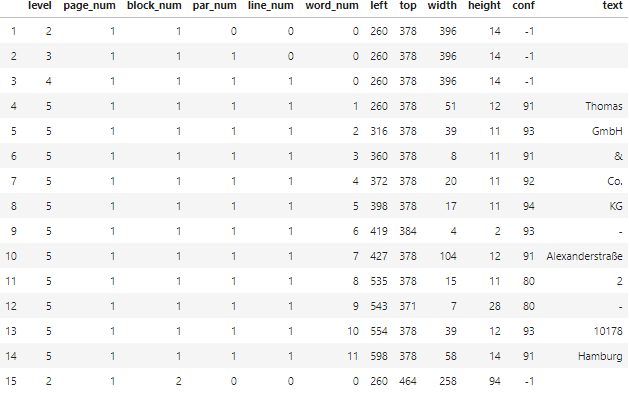 level page_num block_num par_num line_num word_num left top width height conf text
1 2 1 1 0 0 0 260 378 396 14 -1
2 3 1 1 1 0 0 260 378 396 14 -1
3 4 1 1 1 1 0 260 378 396 14 -1
4 5 1 1 1 1 1 260 378 51 12 91 Thomas
5 5 1 1 1 1 2 316 378 39 11 93 GmbH
6 5 1 1 1 1 3 360 378 8 11 91 &
7 5 1 1 1 1 4 372 378 20 11 92 Co.
8 5 1 1 1 1 5 398 378 17 11 94 KG
9 5 1 1 1 1 6 419 384 4 2 93 -
10 5 1 1 1 1 7 427 378 104 12 91 Alexanderstraße
11 5 1 1 1 1 8 535 378 15 11 80 2
12 5 1 1 1 1 9 543 371 7 28 80 -
13 5 1 1 1 1 10 554 378 39 12 93 10178
14 5 1 1 1 1 11 598 378 58 14 91 Hamburg
15 2 1 2 0 0 0 260 464 258 94 -1